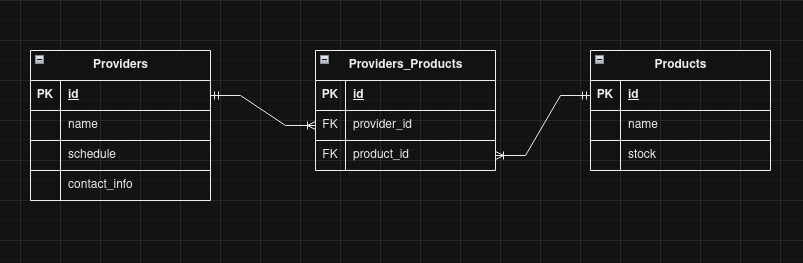 Providers
PK id
name
schedule
contact_info
Providers_Products
PK id
FK provider_id
FK product_id
Products
PK id
name
stock